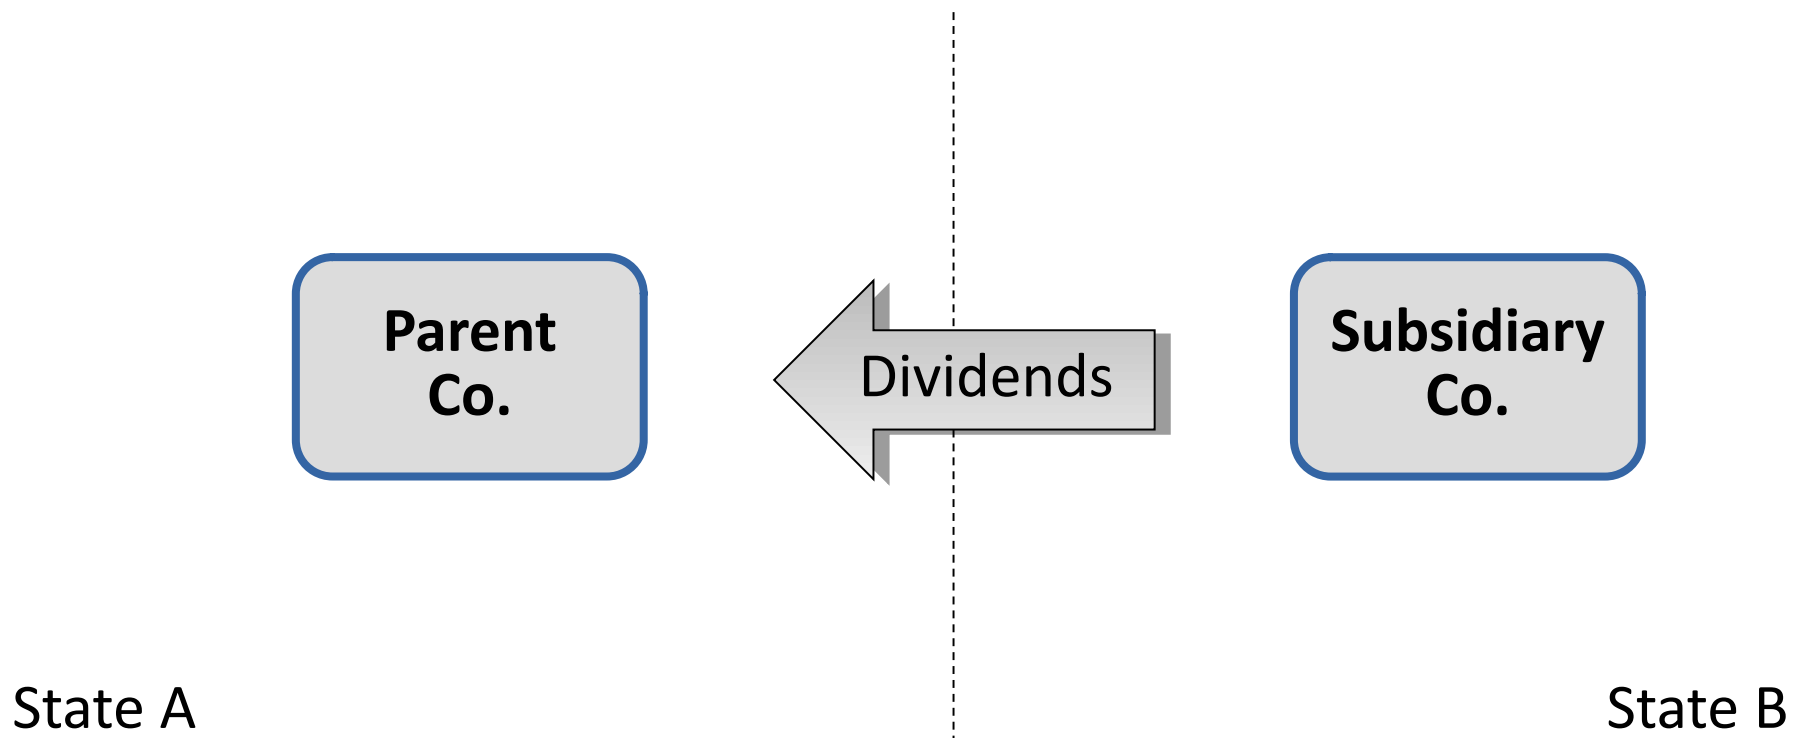 Parent
Co.
Dividends
Subsidiary
Co.
State A
State B